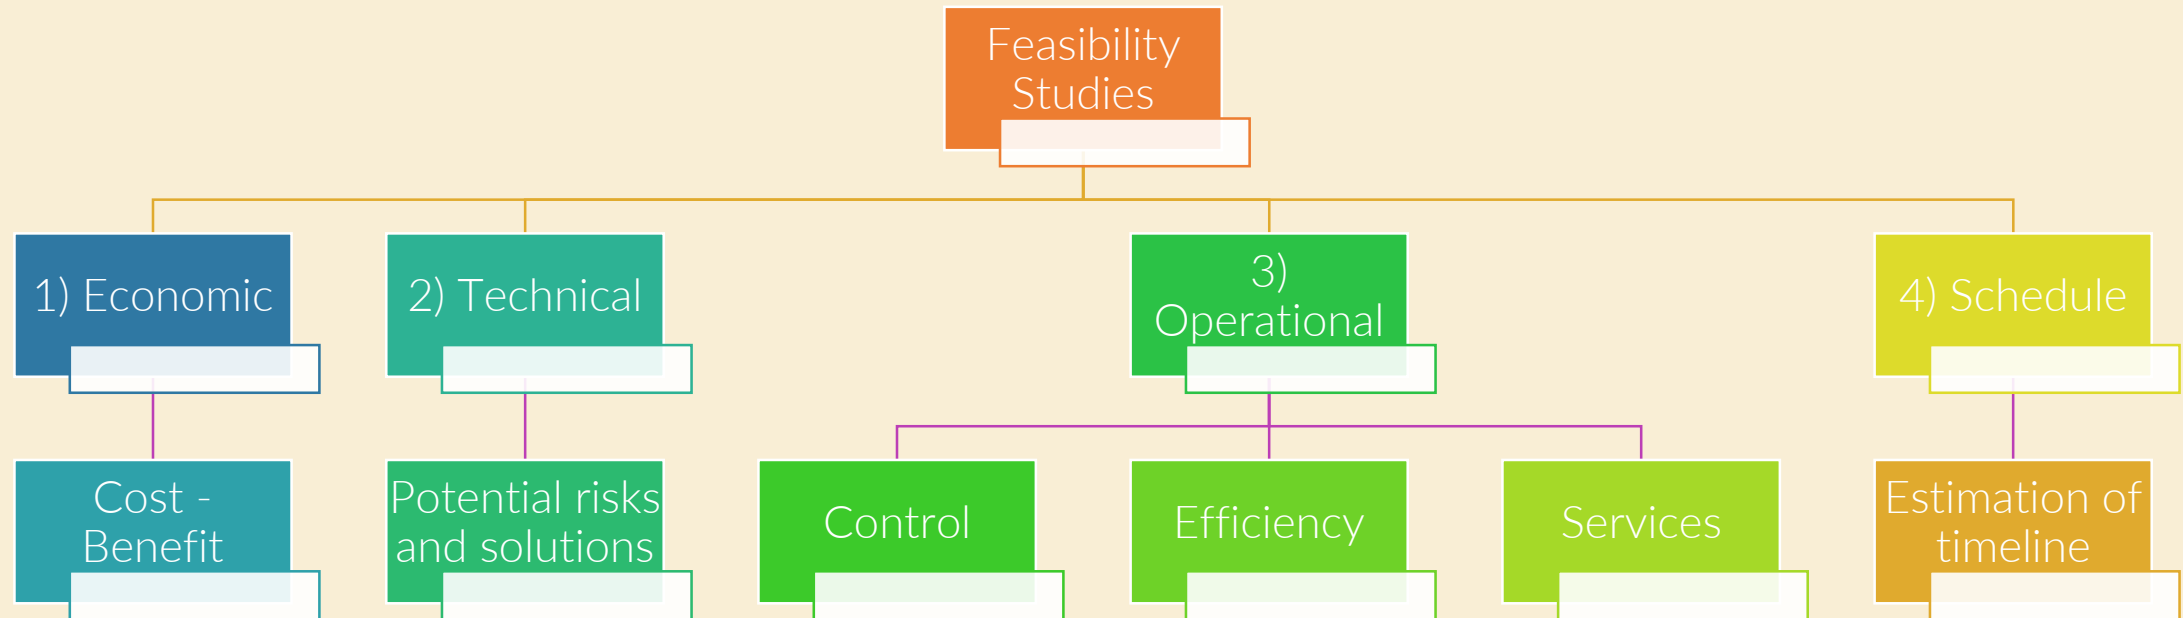 Feasibility
Studies
1) Economic
2) Technical
3)
Operational
4) Schedule
Cost -
Benefit
Potential risks
and solutions
Control
Efficiency
Services
Estimation of
timeline